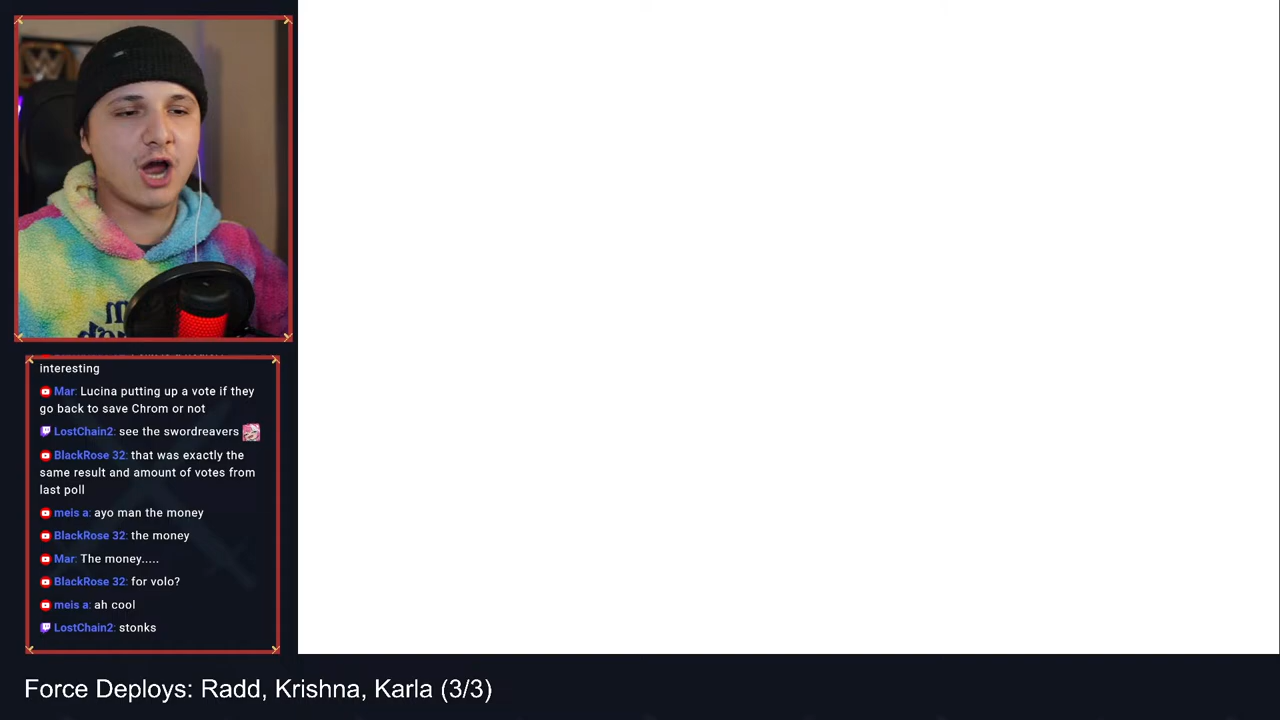 interesting
Mar: Lucina putting up a vote if they
go back to save Chrom or not
LostChain2: see the swordreavers
BlackRose 32: that was exactly the
same result and amount of votes from
last poll
meis a: ayo man the money
BlackRose 32: the money
Mar: The money.....
BlackRose 32: for volo?
meis a: ah cool
LostChain2: stonks
Force Deploys: Radd, Krishna, Karla (3/3)